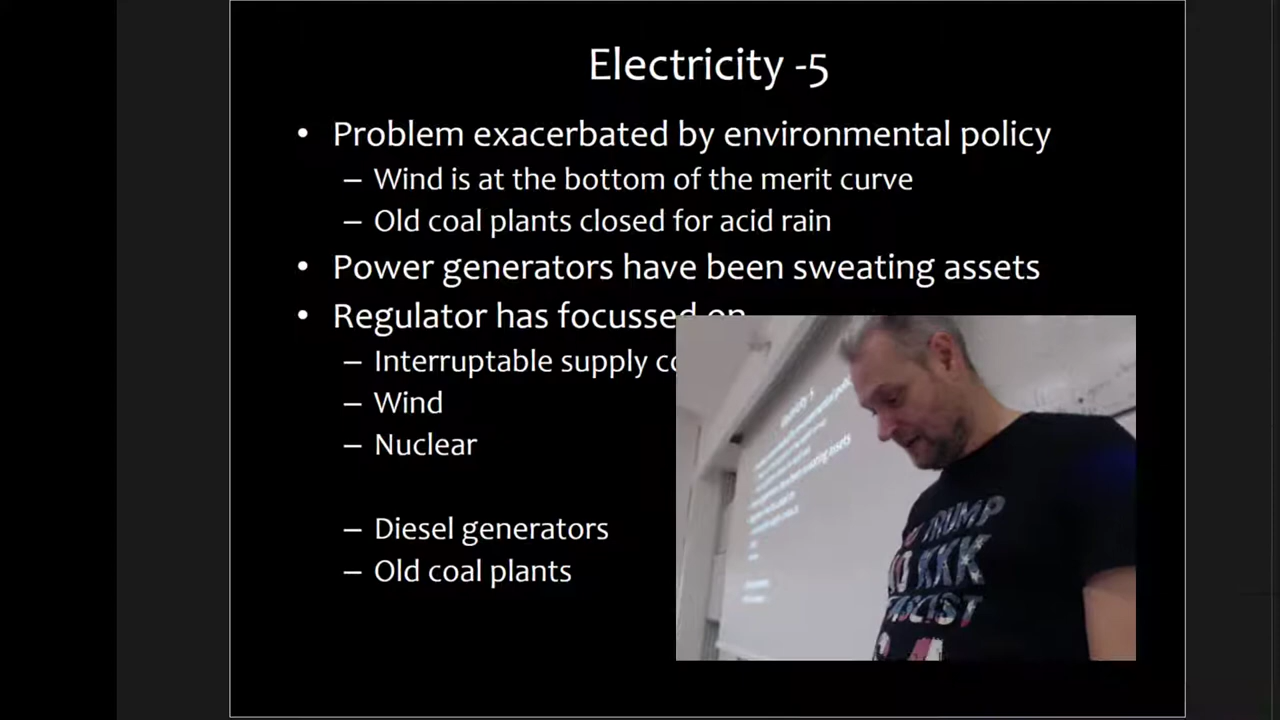 Electricity -5
• Problem exacerbated by environmental policy
– Wind is at the bottom of the merit curve
– Old coal plants closed for acid rain
• Power generators have been sweating assets
• Regulator has focussed on
– Interruptable supply
– Wind
– Nuclear
– Diesel generators
– Old coal plants
TRUMP
KKK